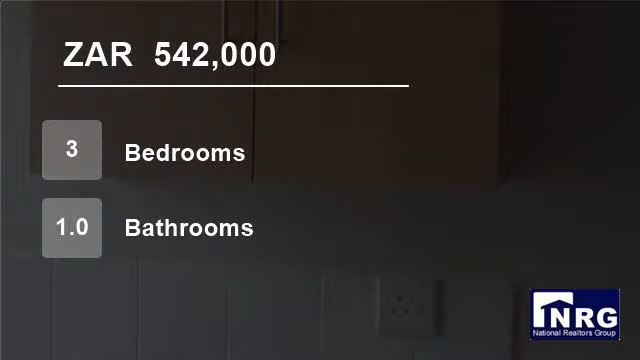 ZAR 542,000
3
Bedrooms
1.0
Bathrooms
NRG
National Realtors Group